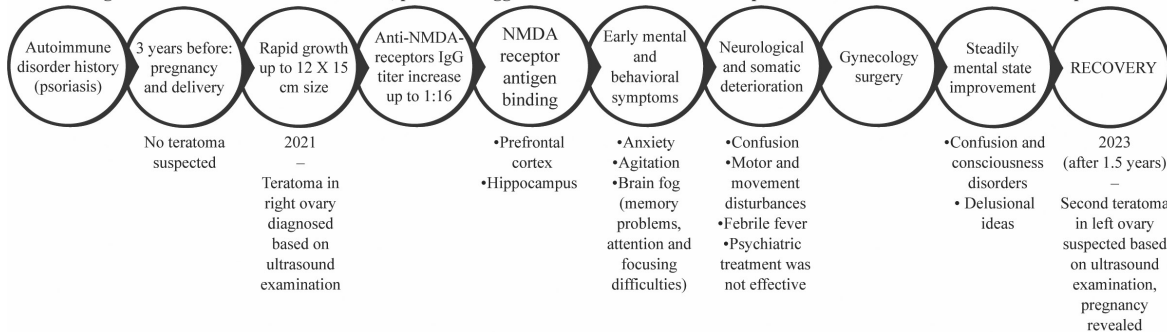 Autoimmune
disorder history
(psoriasis)
3 years before:
pregnancy
and delivery
No teratoma
suspected
Rapid growth
up to 12 X 15
cm size
2021
–
Teratoma in
right ovary
diagnosed
based on
ultrasound
examination
Anti-NMDA-
receptors IgG
titer increase
up to 1:16
NMDA
receptor
antigen
binding
•Prefrontal
cortex
•Hippocampus
Early mental
and
behavioral
symptoms
•Anxiety
•Agitation
•Brain fog
(memory
problems,
attention and
focusing
difficulties)
Neurological
and somatic
deterioration
•Confusion
•Motor and
movement
disturbances
•Febrile fever
•Psychiatric
treatment was
not effective
Gynecology
surgery
Steadily
mental state
improvement
•Confusion and
consciousness
disorders
• Delusional
ideas
RECOVERY
2023
(after 1.5 years)
–
Second teratoma
in left ovary
suspected based
on ultrasound
examination,
pregnancy
revealed